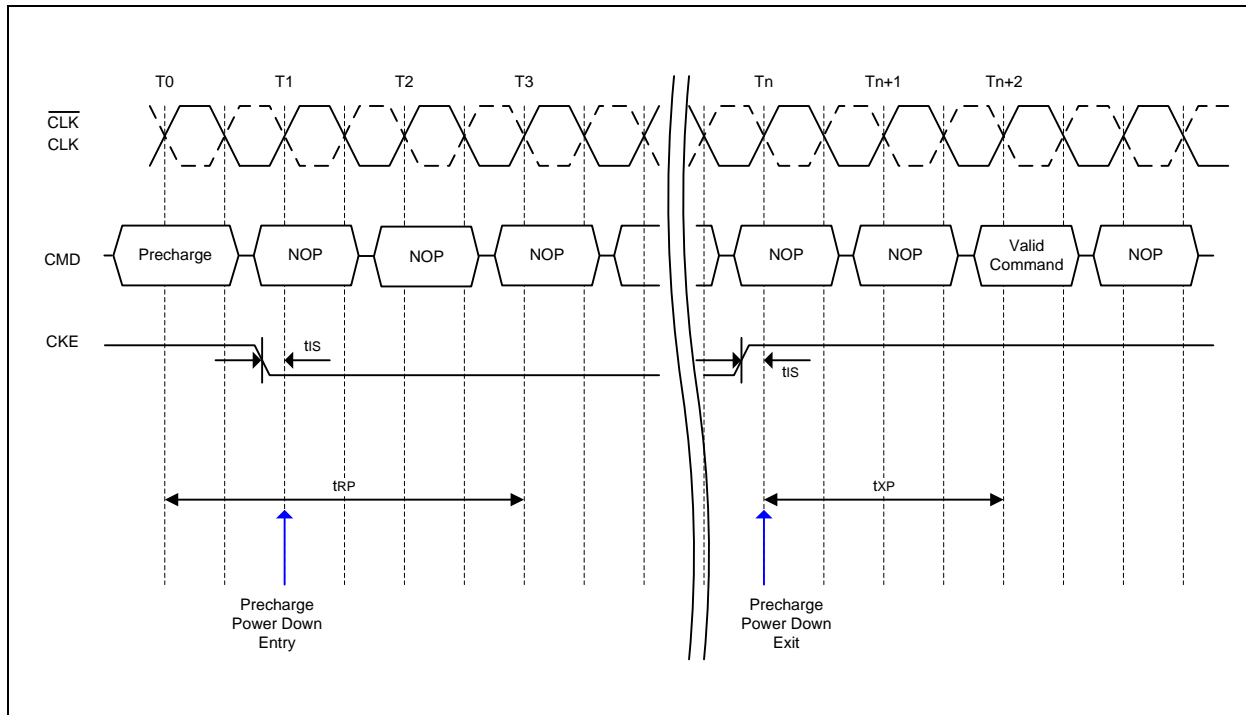 T0 T1 T2 T3 Tn Tn+1 Tn+2
CLK
CLK
CMD
Precharge NOP NOP NOP NOP NOP Valid Command NOP
CKE
tIS
tIS
tRP
tXP
Precharge
Power Down
Entry
Precharge
Power Down
Exit